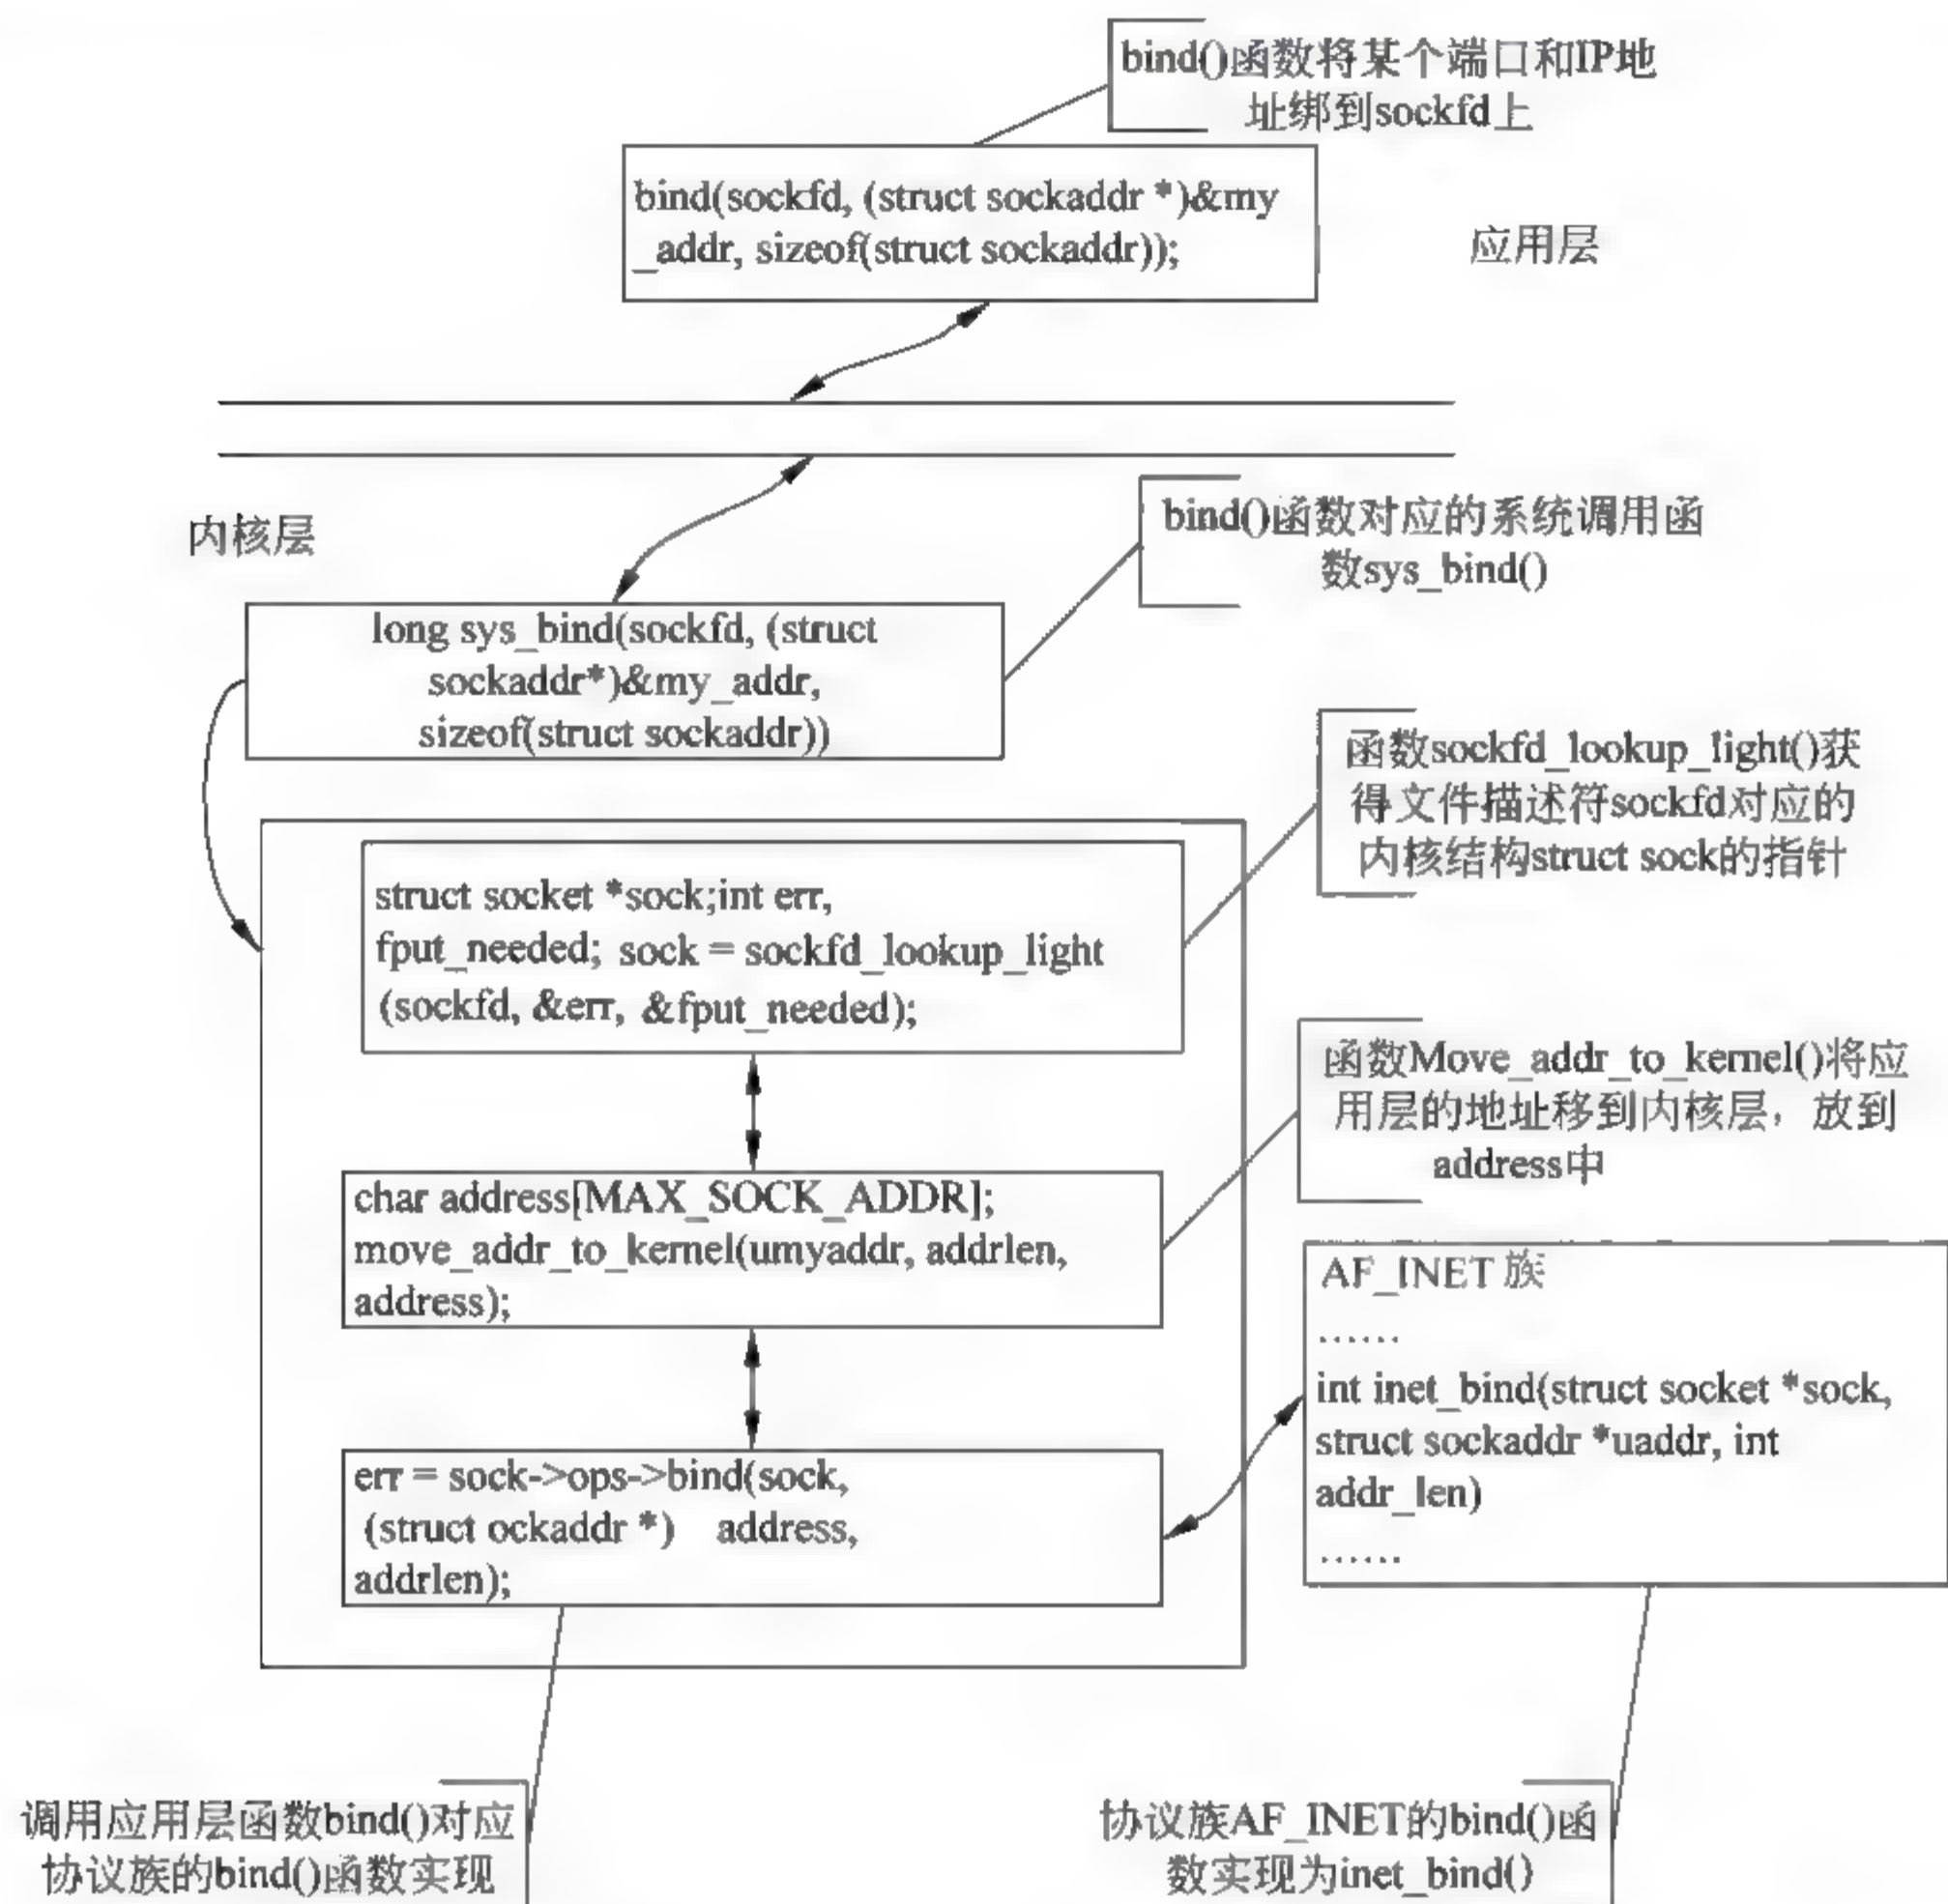 bind()函数将某个端口和IP地
址绑到sockfd上
bind(sockfd, (struct sockaddr *)&my
_addr, sizeof(struct sockaddr));
应用层
内核层
bind()函数对应的系统调用函
数sys_bind()
long sys_bind(sockfd, (struct
sockaddr*)&my_addr,
sizeof(struct sockaddr))
函数sockfd_lookup_light()获
得文件描述符sockfd对应的
内核结构struct sock的指针
struct socket *sock;int err,
fput_needed; sock = sockfd_lookup_light
(sockfd, &err, &fput_needed);
函数Move_addr_to_kernel()将应
用层的地址移到内核层，放到
address中
char address[MAX_SOCK_ADDR];
move_addr_to_kernel(umyaddr, addrlen,
address);
AF_INET 族
......
int inet_bind(struct socket *sock,
struct sockaddr *uaddr, int
addr_len)
......
err = sock->ops->bind(sock,
(struct ockaddr *) address,
addrlen);
调用应用层函数bind()对应
协议族的bind()函数实现
协议族AF_INET的bind()函
数实现为inet_bind()